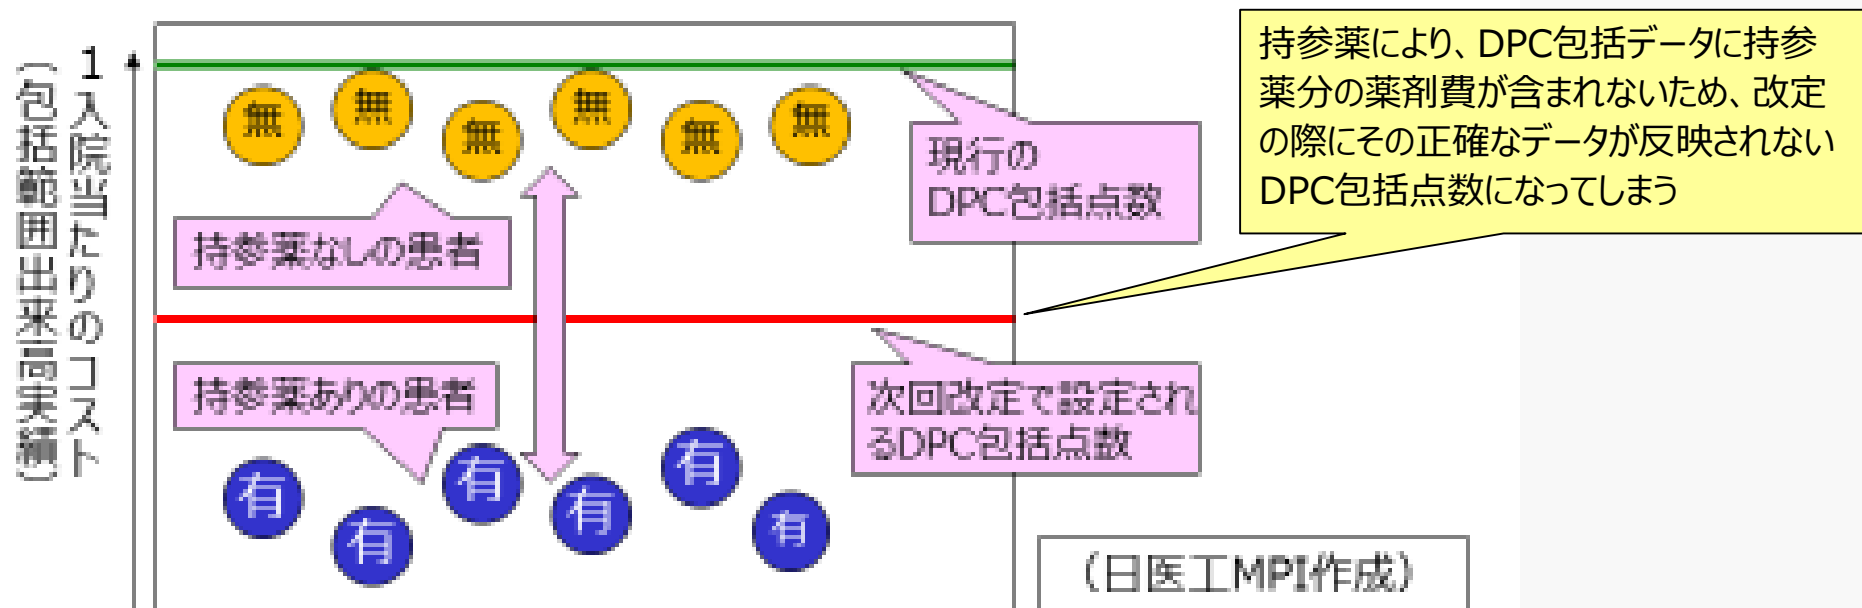 1入院当たりのコスト
（包括範囲出来高実績）
無 無 無 無 無 無
現行の
DPC包括点数
持参薬なしの患者
持参薬により、DPC包括データに持参
薬分の薬剤費が含まれないため、改定
の際にその正確なデータが反映されない
DPC包括点数になってしまう
持参薬ありの患者
次回改定で設定され
るDPC包括点数
有 有 有 有 有 有
（日医工MPI作成）